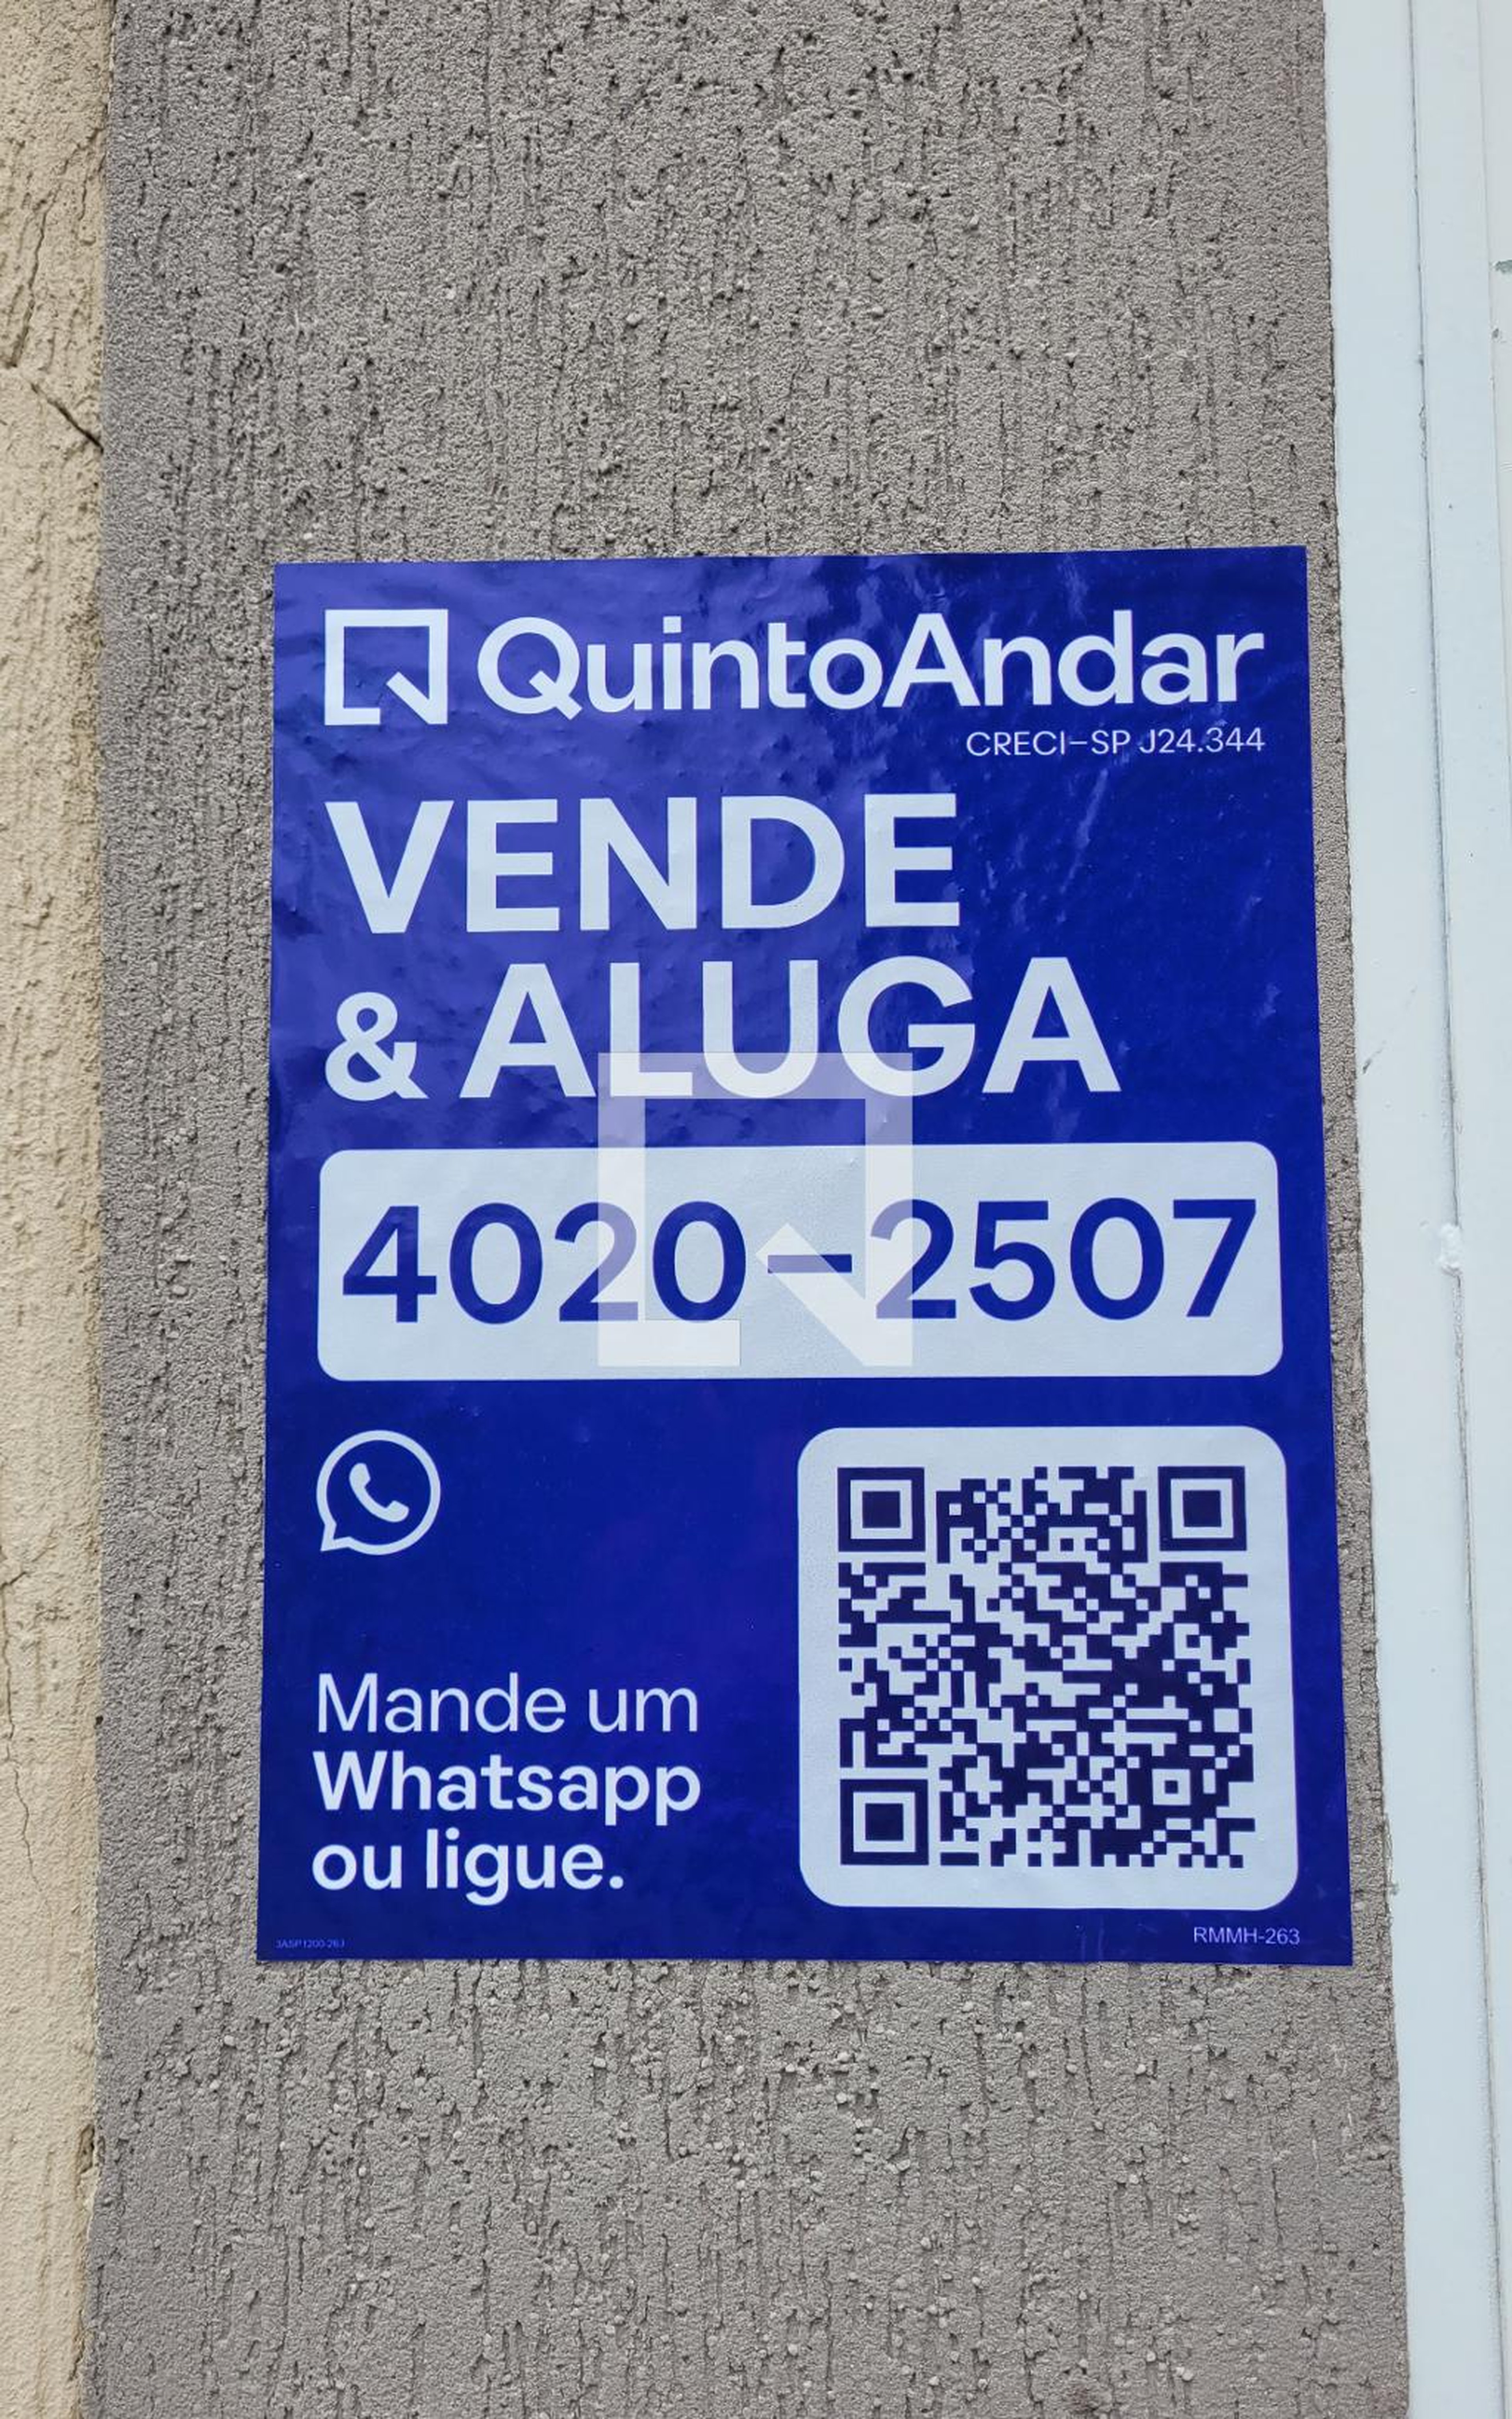 QuintoAndar
CRECI-SP J24.344
VENDE
& ALUGA
4020-2507
Mande um
Whatsapp
ou ligue.
RMMH-263